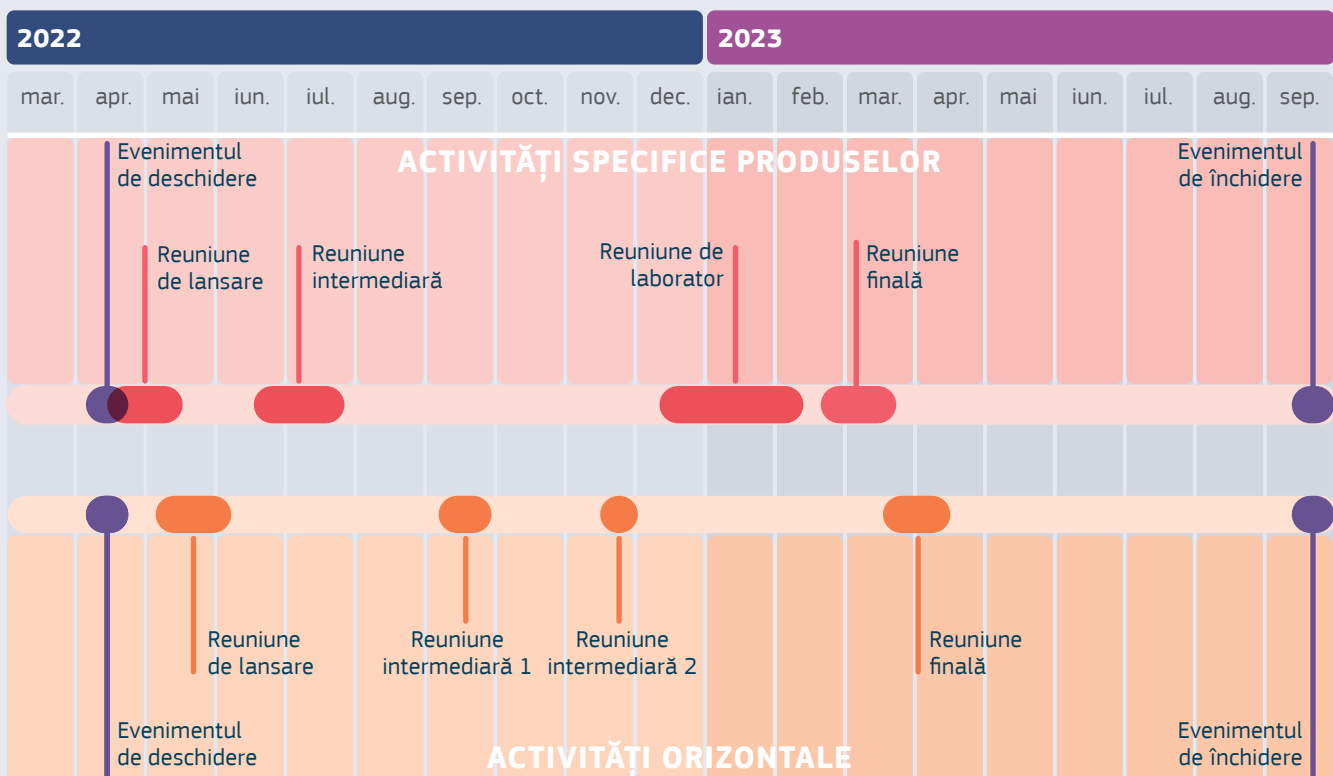 2022
2023
mar. apr. mai iun. iul. aug. sep. oct. nov. dec. ian. feb. mar. apr. mai iun. iul. aug. sep.
ACTIVITĂȚI SPECIFICE PRODUSELOR
Evenimentul
de deschidere
Evenimentul
de închidere
Reuniune
de lansare
Reuniune
intermediară
Reuniune de
laborator
Reuniune
finală
Reuniune
de lansare
Reuniune
intermediară 1
Reuniune
intermediară 2
Reuniune
finală
Evenimentul
de deschidere
Evenimentul
de închidere
ACTIVITĂȚI ORIZONTALE